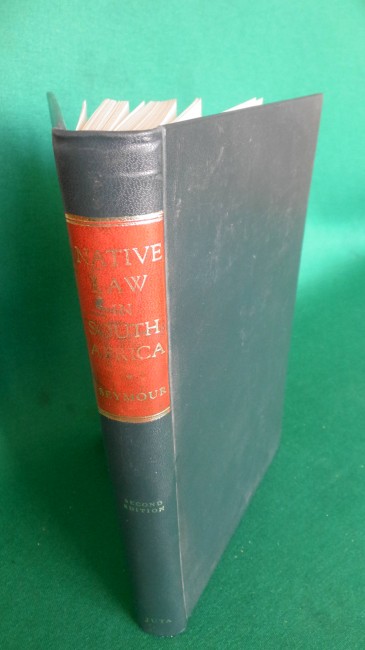 NATIVE
LAW
IN
SOUTH
AFRICA
SEYMOUR
SECOND
EDITION
JUTA